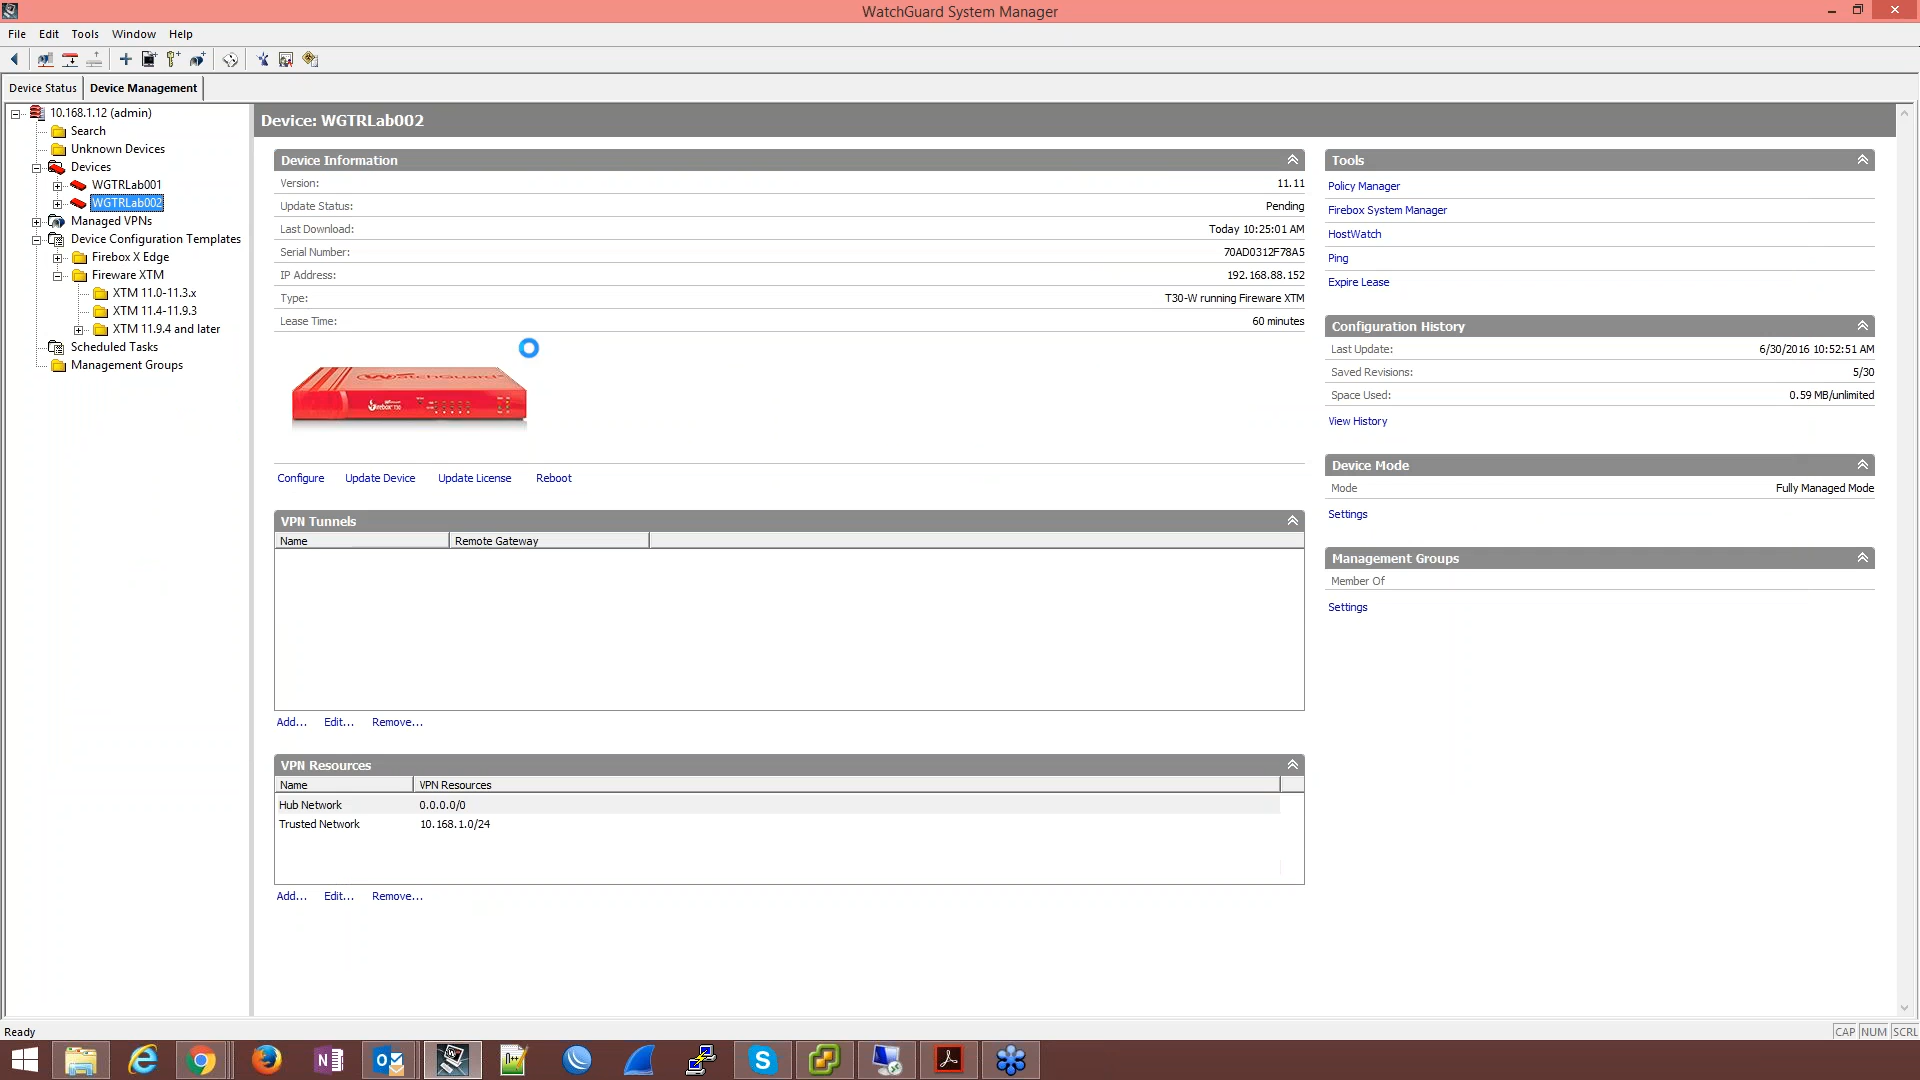 WatchGuard System Manager
File Edit Tools Window Help
Device Status Device Management
10.168.1.12 (admin)
Search
Unknown Devices
Devices
WGTRLab001
WGTRLab002
Managed VPNs
Device Configuration Templates
Firebox X Edge
Fireware XTM
XTM 11.0-11.3.x
XTM 11.4-11.9.3
XTM 11.9.4 and later
Scheduled Tasks
Management Groups
Device: WGTRLab002
Device Information
Version: 11.11
Update Status: Pending
Last Download: Today 10:25:01 AM
Serial Number: 70AD0312F78A5
IP Address: 192.168.88.152
Type: T30-W running Fireware XTM
Lease Time: 60 minutes
WatchGuard
Firebox T30
Configure Update Device Update License Reboot
VPN Tunnels
Name Remote Gateway
Add... Edit... Remove...
VPN Resources
Name VPN Resources
Hub Network 0.0.0.0/0
Trusted Network 10.168.1.0/24
Add... Edit... Remove...
Tools
Policy Manager
Firebox System Manager
HostWatch
Ping
Expire Lease
Configuration History
Last Update: 6/30/2016 10:52:51 AM
Saved Revisions: 5/30
Space Used: 0.59 MB/unlimited
View History
Device Mode
Mode Fully Managed Mode
Settings
Management Groups
Member Of
Settings
Ready
CAP NUM SCRL